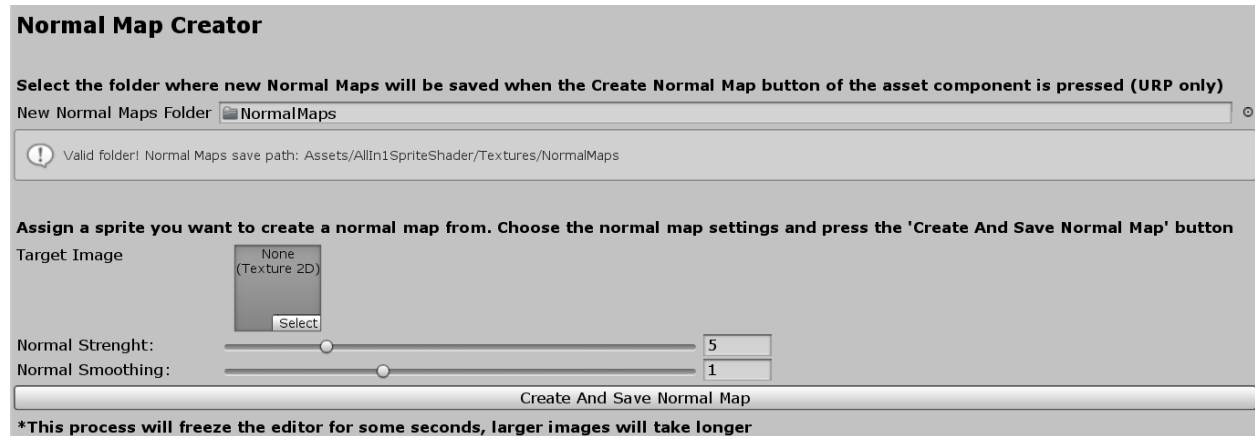 Normal Map Creator
Select the folder where new Normal Maps will be saved when the Create Normal Map button of the asset component is pressed (URP only)
New Normal Maps Folder NormalMaps
Valid folder! Normal Maps save path: Assets/AllIn1SpriteShader/Textures/NormalMaps
Assign a sprite you want to create a normal map from. Choose the normal map settings and press the 'Create And Save Normal Map' button
Target Image
None
(Texture 2D)
Select
Normal Strenght: 5
Normal Smoothing: 1
Create And Save Normal Map
*This process will freeze the editor for some seconds, larger images will take longer